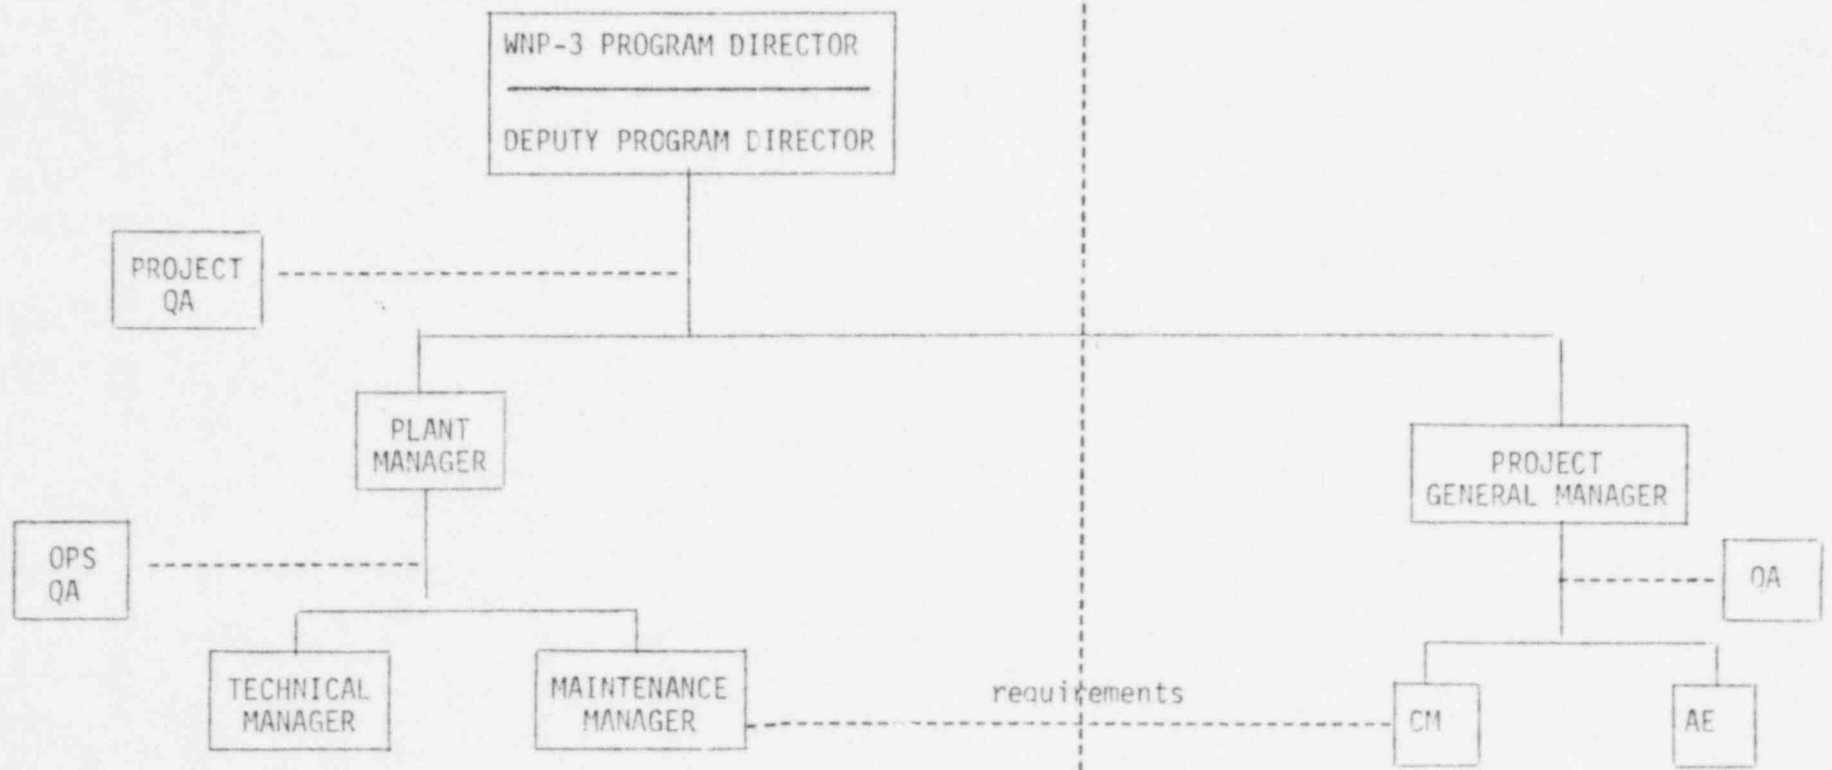 WNP-3 PROGRAM DIRECTOR
DEPUTY PROGRAM DIRECTOR
PROJECT
QA
PLANT
MANAGER
PROJECT
GENERAL MANAGER
OPS
QA
QA
TECHNICAL
MANAGER
MAINTENANCE
MANAGER
requirements
CM
AE